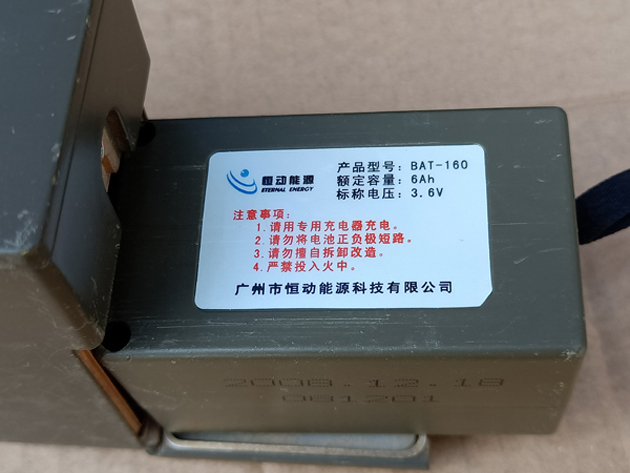 恒动能源
ETERNAL ENERGY
产品型号：BAT-160
额定容量：6Ah
标称电压：3.6V
注意事项：
1.请用专用充电器充电。
2.请勿将电池正负极短路。
3.请勿擅自拆卸改造。
4.严禁投入火中。
广州市恒动能源科技有限公司
2008.12.18
081201